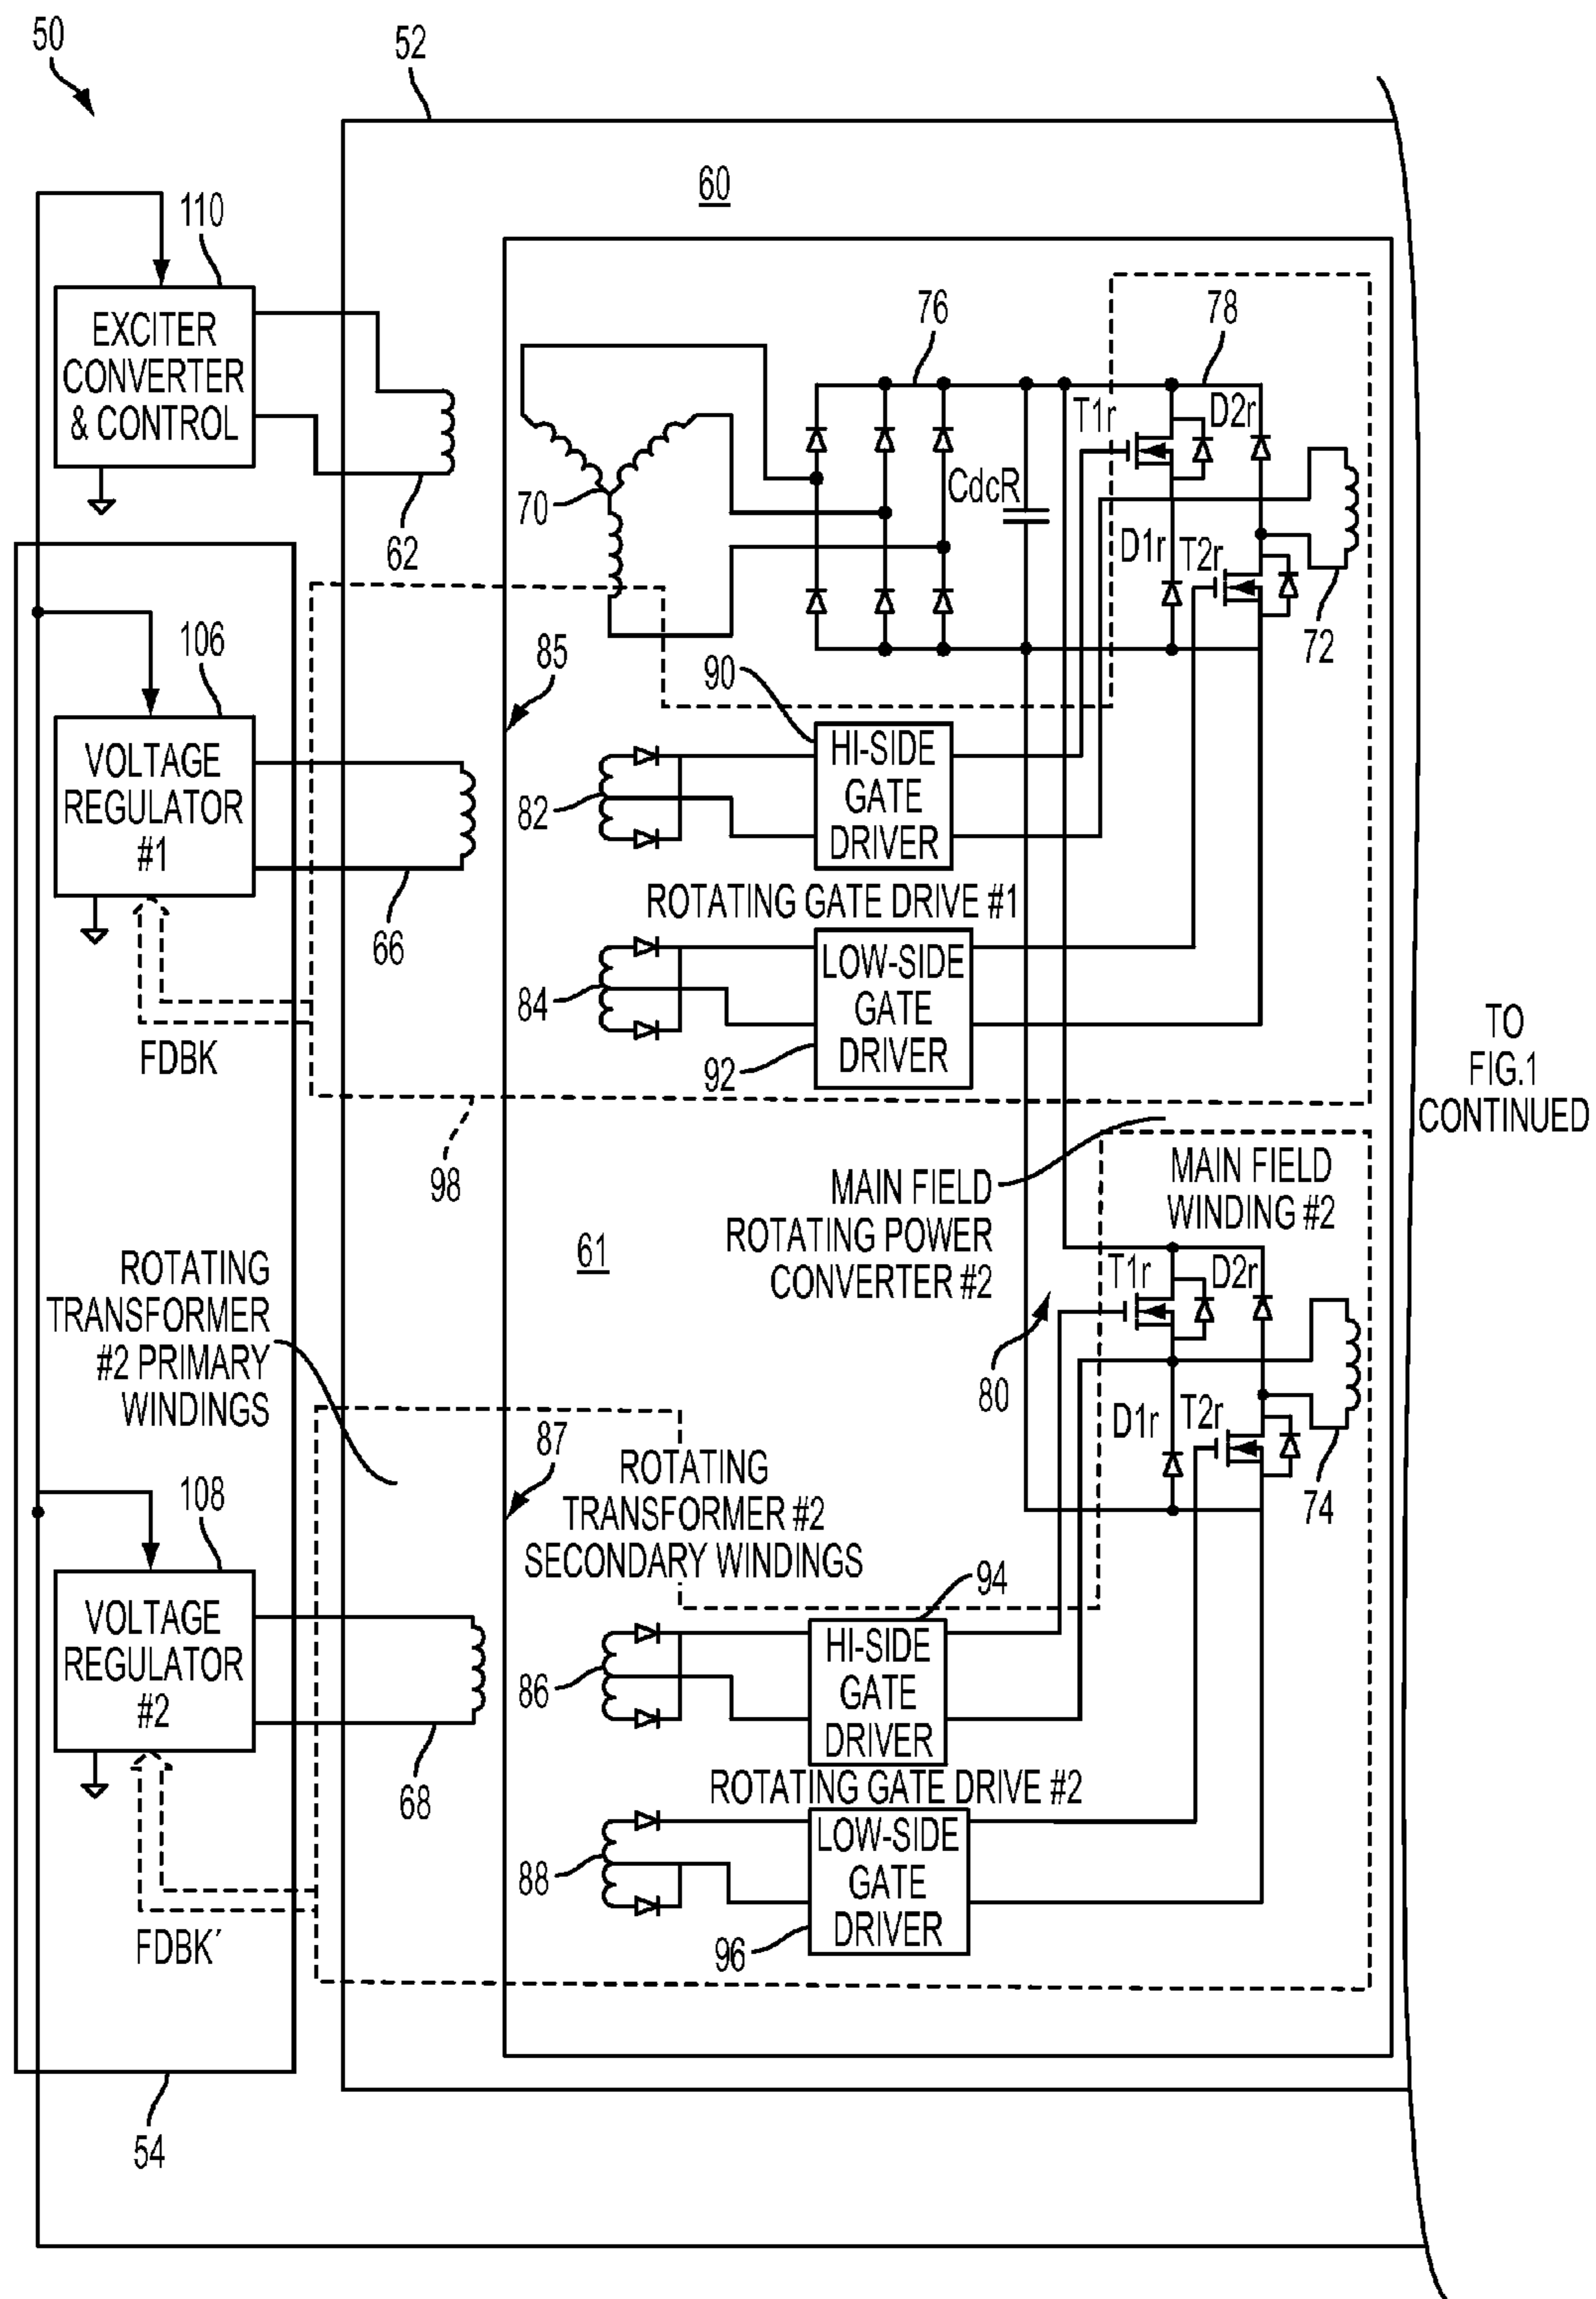 50
52
60
110
EXCITER
CONVERTER
& CONTROL
62
70
76
78
T1r
D2r
CdcR
D1r
T2r
72
106
VOLTAGE
REGULATOR
#1
66
FDBK
85
90
82
HI-SIDE
GATE
DRIVER
ROTATING GATE DRIVE #1
84
LOW-SIDE
GATE
DRIVER
92
98
TO
FIG.1
CONTINUED
MAIN FIELD
ROTATING POWER
CONVERTER #2
MAIN FIELD
WINDING #2
61
80
T1r
D2r
D1r
T2r
74
ROTATING
TRANSFORMER
#2 PRIMARY
WINDINGS
87
ROTATING
TRANSFORMER #2
SECONDARY WINDINGS
108
VOLTAGE
REGULATOR
#2
68
FDBK´
94
86
HI-SIDE
GATE
DRIVER
ROTATING GATE DRIVE #2
88
LOW-SIDE
GATE
DRIVER
96
54